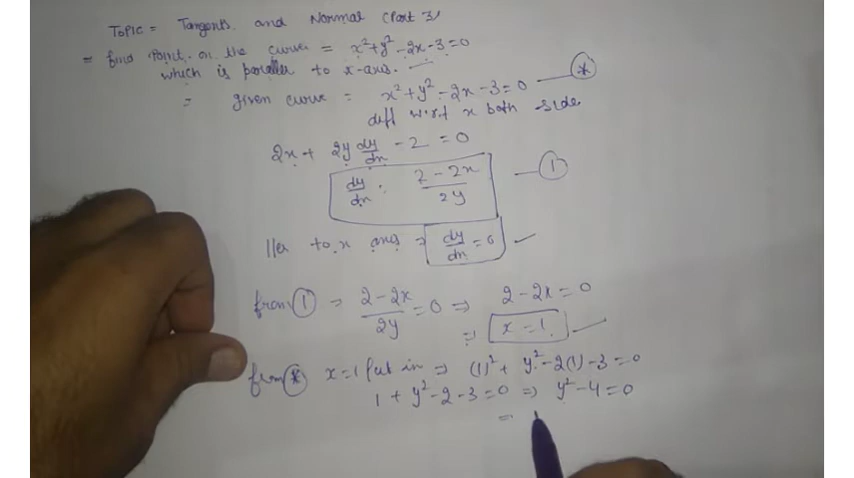 Topic = Tangents and Normal (Part 3)
= find Point on the curve = x²+y²-2x-3=0
which is paraller to x-axis.
= given curve = x²+y²-2x-3=0 — *
diff w.r.t x both side
2x + 2y dy/dx - 2 = 0
dy/dx = (2-2x)/2y — 1
ller to x axis ⇒ dy/dx = 0
from 1 ⇒ (2-2x)/2y = 0 ⇒ 2-2x=0
⇒ x=1.
from * x=1 put in ⇒ (1)² + y²-2(1)-3=0
1 + y²-2-3=0 ⇒ y²-4=0
=